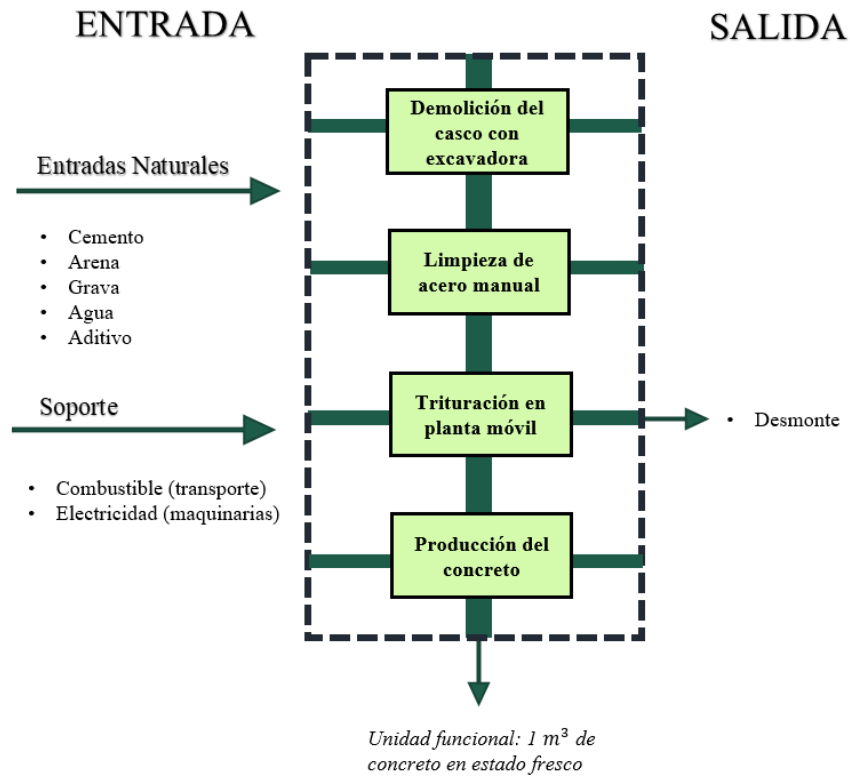 ENTRADA
SALIDA
Demolición del
casco con
excavadora
Entradas Naturales
• Cemento
• Arena
• Grava
• Agua
• Aditivo
Limpieza de
acero manual
Soporte
• Combustible (transporte)
• Electricidad (maquinarias)
Trituración en
planta móvil
• Desmonte
Producción del
concreto
Unidad funcional: 1 m³ de
concreto en estado fresco